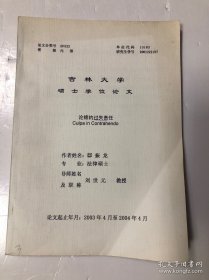 吉林大学
硕士学位论文
论缔约过失责任
Culpa in Contrahendo
作者姓名：邸振龙
专业：法律硕士
导师姓名 刘世元 教授
及职称
论文起止年月：2003年4月至2004年4月